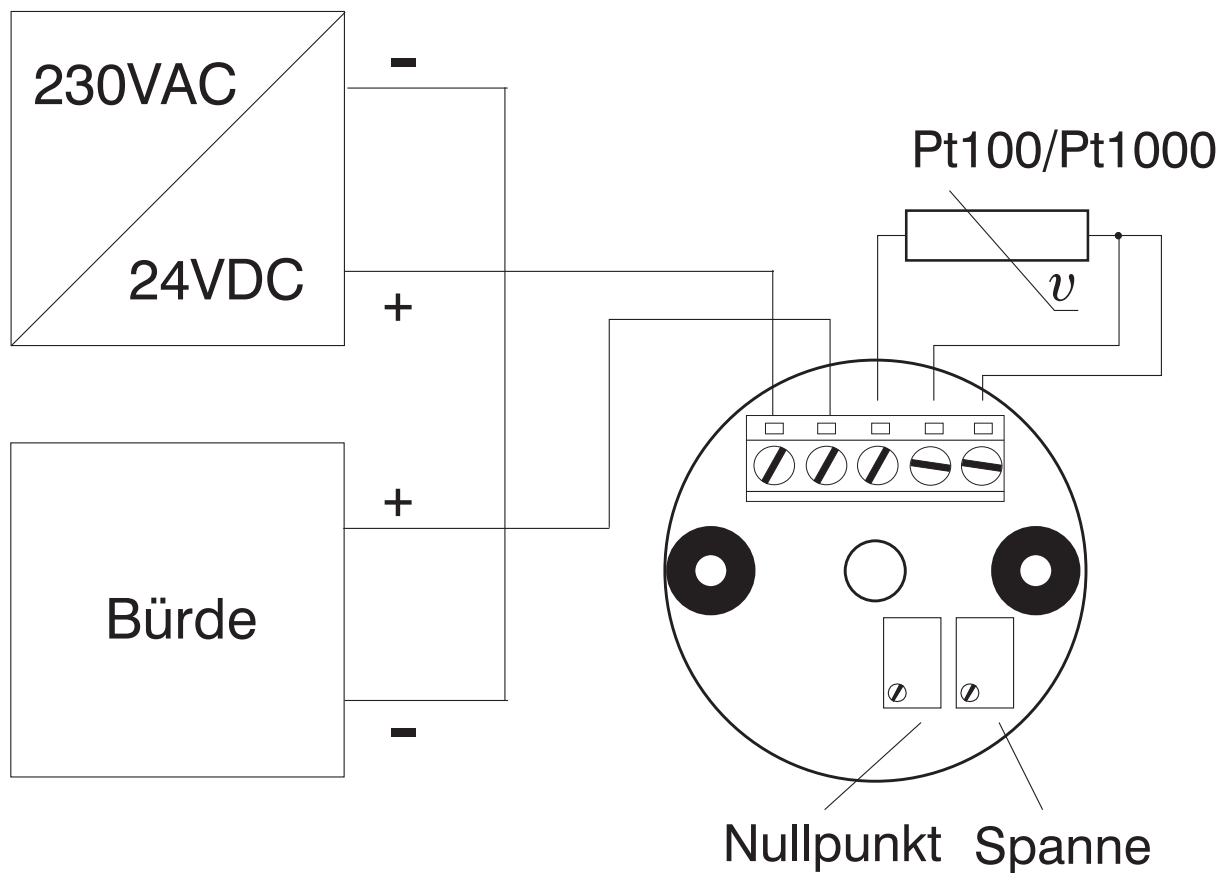 230VAC
-
24VDC
+
Pt100/Pt1000
υ
+
Bürde
-
Nullpunkt
Spanne